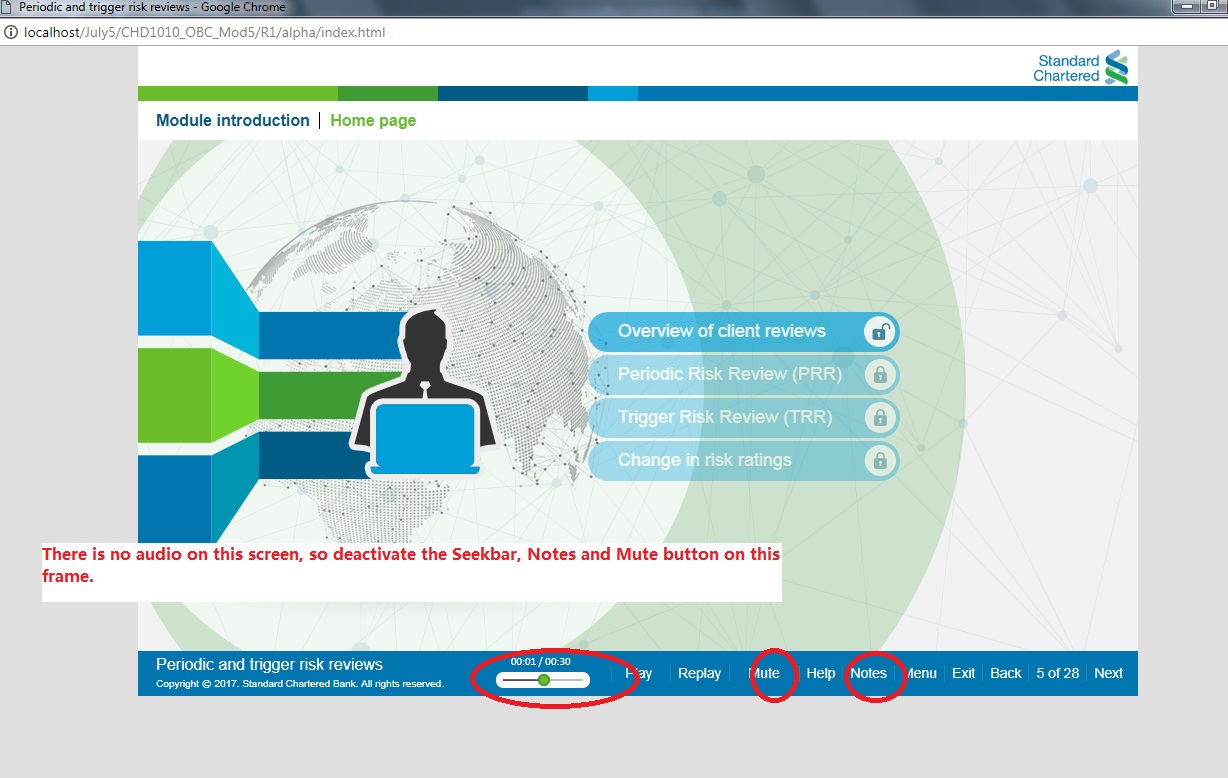 Periodic and trigger risk reviews - Google Chrome
localhost/July5/CHD1010_OBC_Mod5/R1/alpha/index.html
Standard
Chartered
Module introduction | Home page
Overview of client reviews
Periodic Risk Review (PRR)
Trigger Risk Review (TRR)
Change in risk ratings
There is no audio on this screen, so deactivate the Seekbar, Notes and Mute button on this
frame.
Periodic and trigger risk reviews
Copyright © 2017. Standard Chartered Bank. All rights reserved.
00:01 / 00:30
Play Replay Mute Help Notes Menu Exit Back 5 of 28 Next